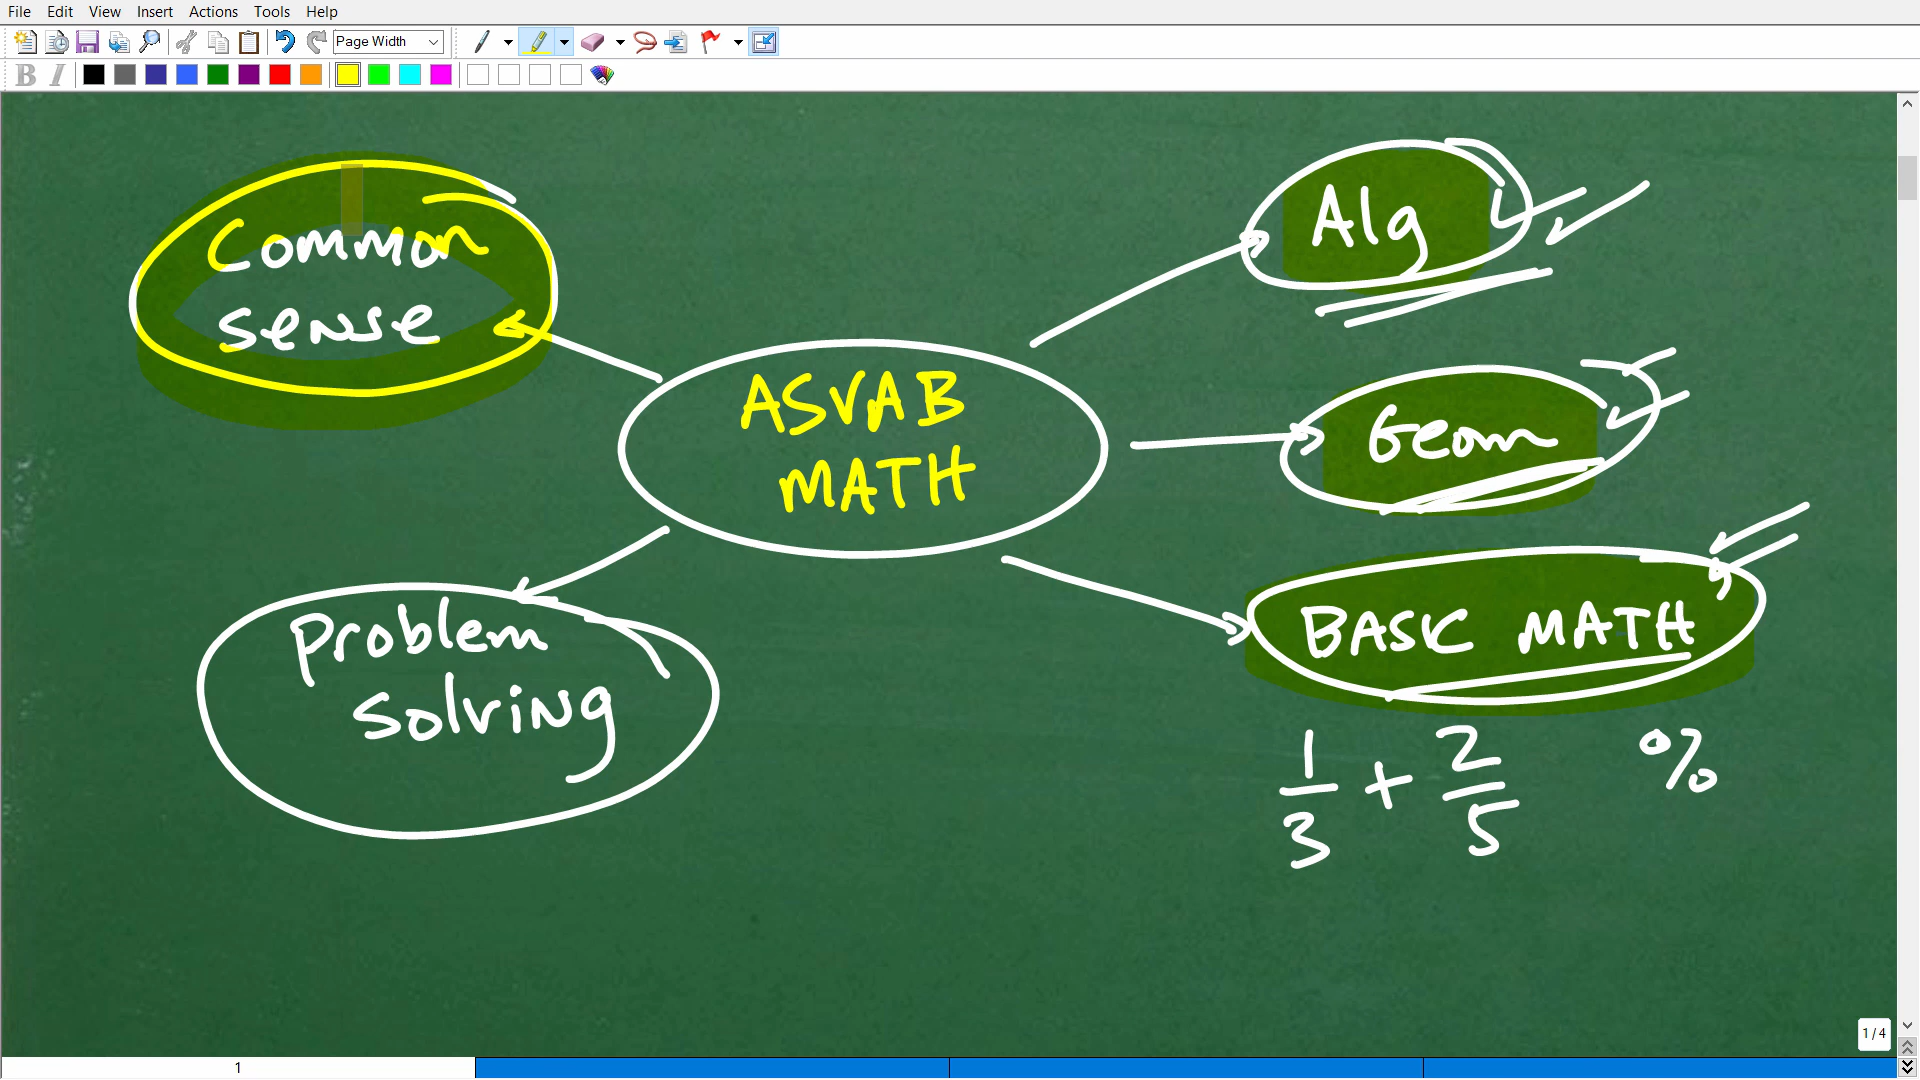 File Edit View Insert Actions Tools Help
Page Width
B I
Common
sense
ASVAB
MATH
Problem
solving
Alg
Geom
BASIC MATH
1/3 + 2/5 %
1 / 4
1